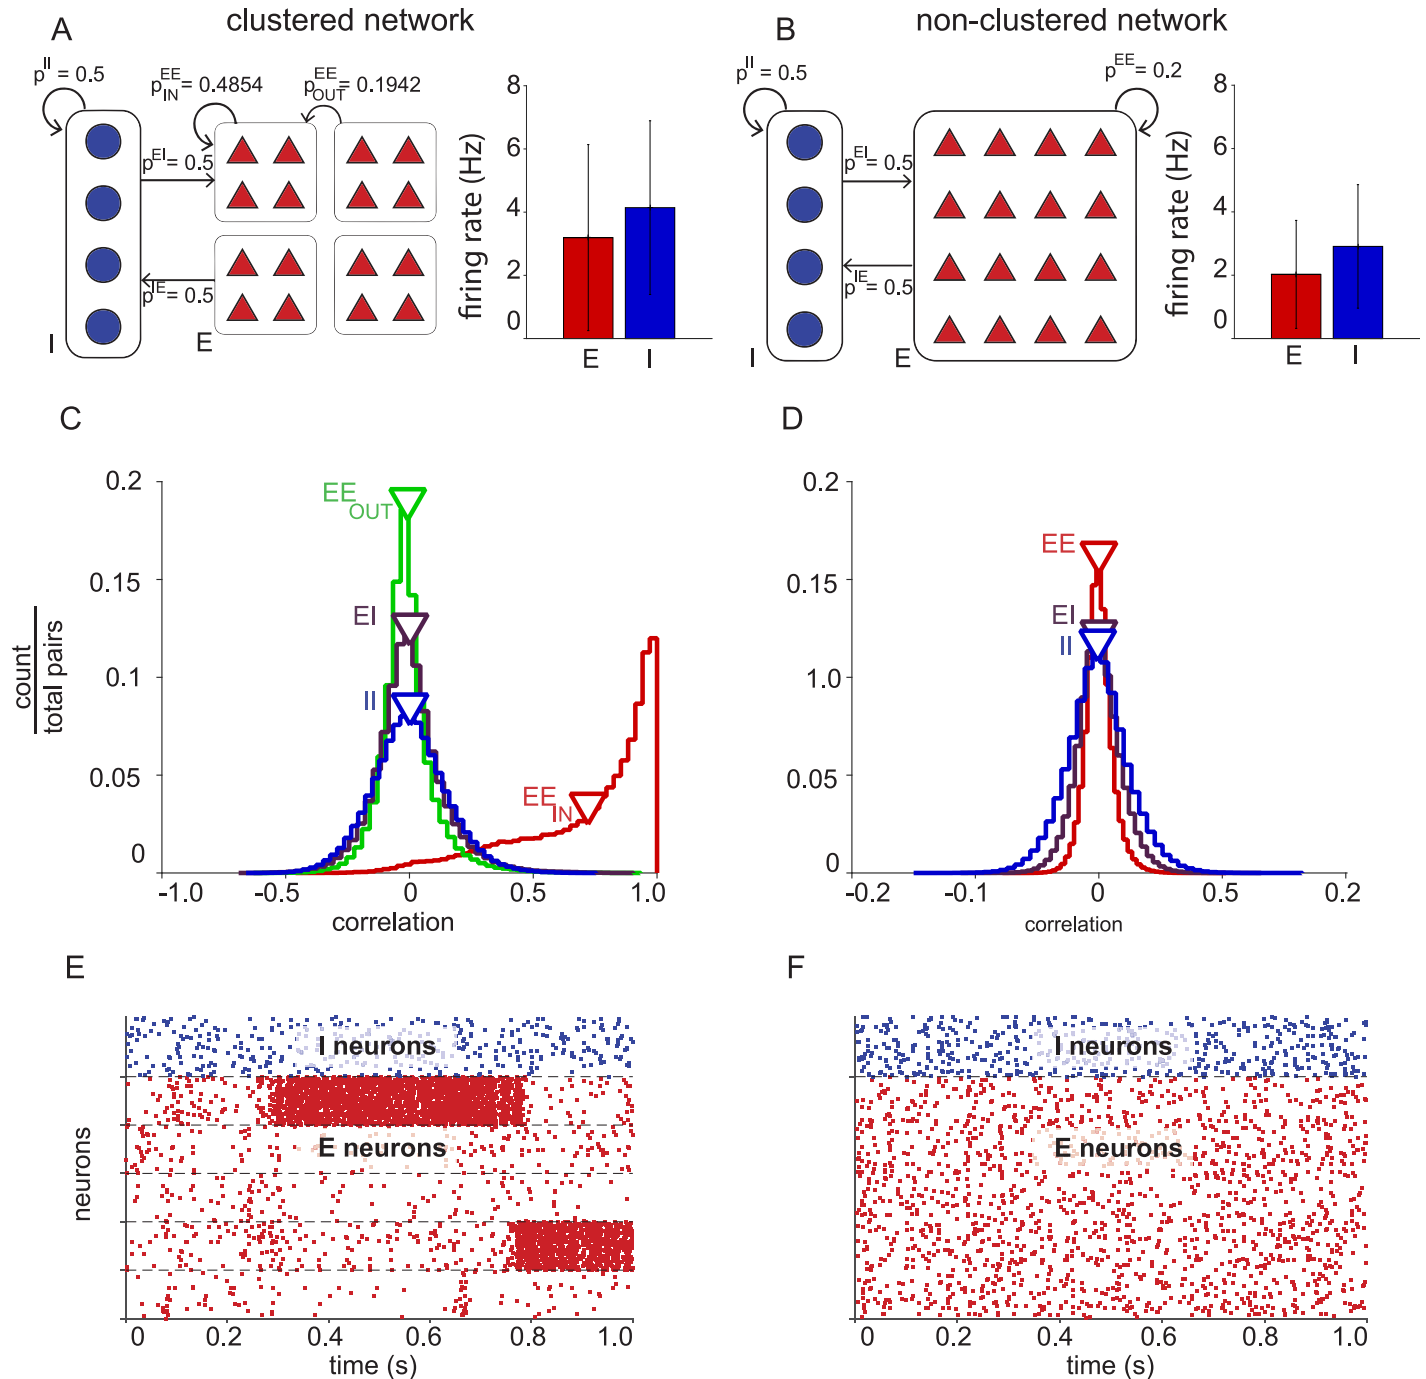 A
clustered network
p^II = 0.5
p_IN^EE = 0.4854
p_OUT^EE = 0.1942
p^EI = 0.5
p^IE = 0.5
I
E
firing rate (Hz)
8
6
4
2
0
E
I
B
non-clustered network
p^II = 0.5
p^EE = 0.2
p^EI = 0.5
p^IE = 0.5
I
E
firing rate (Hz)
8
6
4
2
0
E
I
C
count
total pairs
0.2
0.15
0.1
0.05
0
EE_OUT
EI
II
EE_IN
-1.0
-0.5
0
0.5
1.0
correlation
D
0.2
0.15
1.0
0.05
0
EE
EI
II
-0.2
-0.1
0
0.5
0.2
correlation
E
neurons
I neurons
E neurons
0
0.2
0.4
0.6
0.8
1.0
time (s)
F
I neurons
E neurons
0
0.2
0.4
0.6
0.8
1.0
time (s)